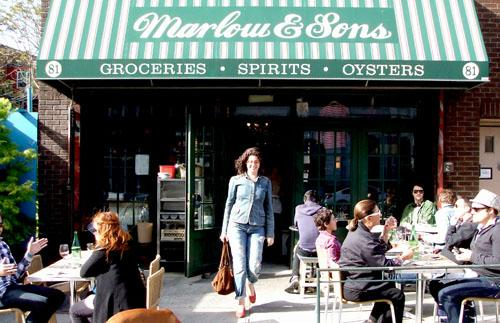 Marlow & Sons
81 GROCERIES • SPIRITS • OYSTERS 81